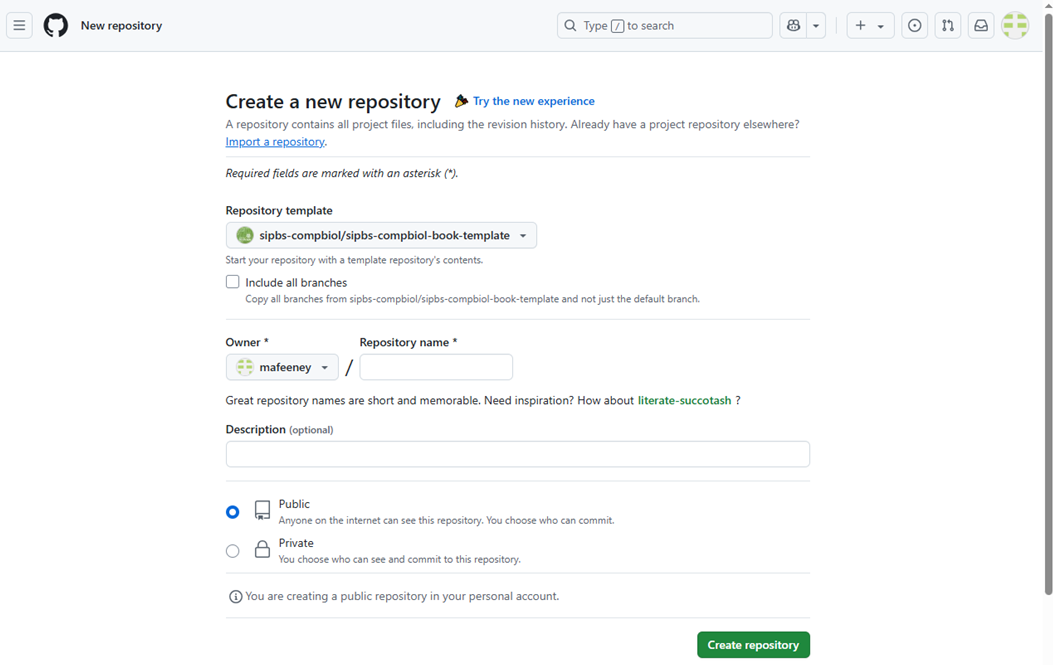 New repository
Type / to search
Create a new repository Try the new experience
A repository contains all project files, including the revision history. Already have a project repository elsewhere?
Import a repository.
Required fields are marked with an asterisk (*).
Repository template
sipbs-compbiol/sipbs-compbiol-book-template
Start your repository with a template repository's contents.
Include all branches
Copy all branches from sipbs-compbiol/sipbs-compbiol-book-template and not just the default branch.
Owner * Repository name *
mafeeney /
Great repository names are short and memorable. Need inspiration? How about literate-succotash ?
Description (optional)
Public
Anyone on the internet can see this repository. You choose who can commit.
Private
You choose who can see and commit to this repository.
You are creating a public repository in your personal account.
Create repository